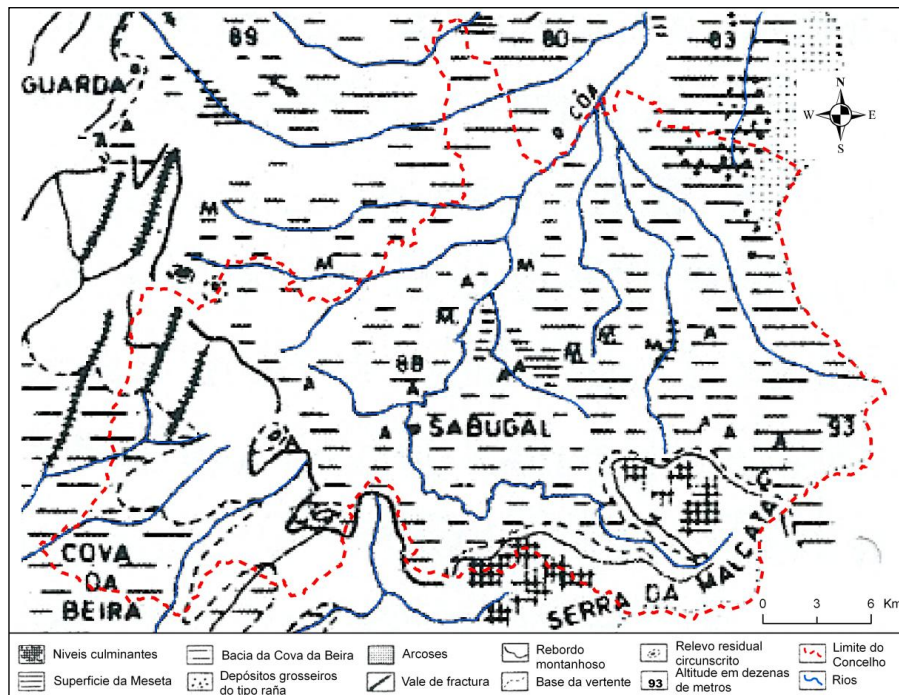 89
80
83
GUARDA
N
W E
S
CÔA
A
A
M
M
M
A
M
M
M
A
88
A
A
A
A
A
SABUGAL
A
A
A
93
A
COVA
DA
BEIRA
SERRA DA MALCATA
0 3 6 Km
Niveis culminantes
Bacia da Cova da Beira
Arcoses
Rebordo
montanhoso
Relevo residual
circunscrito
Limite do
Concelho
Superficie da Meseta
Depósitos grosseiros
do tipo raña
Vale de fractura
Base da vertente
93
Altitude em dezenas
de metros
Rios